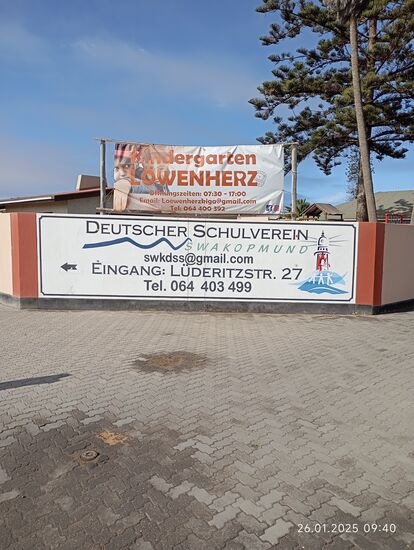 Kindergarten
LÖWENHERZ
Öffnungszeiten: 07:30 - 17:00
Email: Loewenherzkiga@gmail.com
Tel: 064 400 592
DEUTSCHER SCHULVEREIN
SWAKOPMUND
swkdss@gmail.com
EINGANG: LÜDERITZSTR. 27
Tel. 064 403 499
26.01.2025 09:40